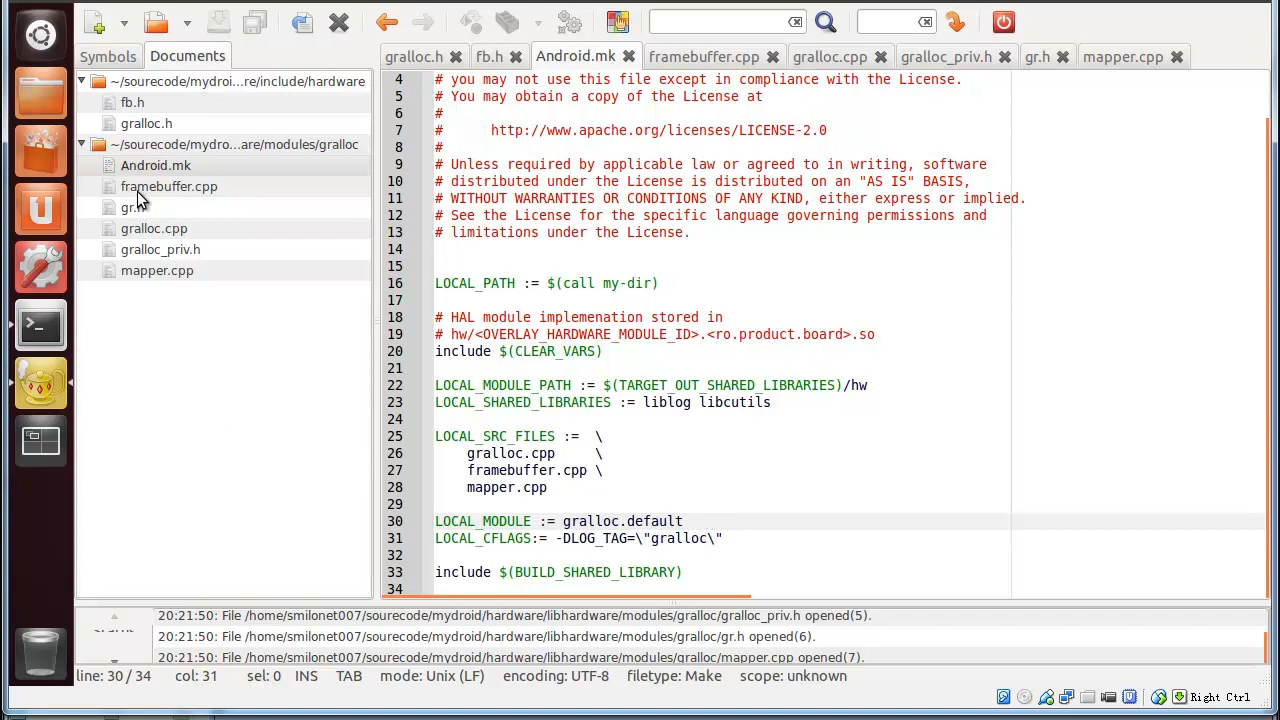 Symbols
Documents
gralloc.h
fb.h
Android.mk
framebuffer.cpp
gralloc.cpp
gralloc_priv.h
gr.h
mapper.cpp
~/sourecode/mydroi...re/include/hardware
fb.h
gralloc.h
~/sourecode/mydro...are/modules/gralloc
Android.mk
framebuffer.cpp
gralloc.cpp
gralloc_priv.h
mapper.cpp
4 # you may not use this file except in compliance with the License.
5 # You may obtain a copy of the License at
6 #
7 #      http://www.apache.org/licenses/LICENSE-2.0
8 #
9 # Unless required by applicable law or agreed to in writing, software
10 # distributed under the License is distributed on an "AS IS" BASIS,
11 # WITHOUT WARRANTIES OR CONDITIONS OF ANY KIND, either express or implied.
12 # See the License for the specific language governing permissions and
13 # limitations under the License.
14
15
16 LOCAL_PATH := $(call my-dir)
17
18 # HAL module implemenation stored in
19 # hw/<OVERLAY_HARDWARE_MODULE_ID>.<ro.product.board>.so
20 include $(CLEAR_VARS)
21
22 LOCAL_MODULE_PATH := $(TARGET_OUT_SHARED_LIBRARIES)/hw
23 LOCAL_SHARED_LIBRARIES := liblog libcutils
24
25 LOCAL_SRC_FILES :=  \
26     gralloc.cpp     \
27     framebuffer.cpp \
28     mapper.cpp
29
30 LOCAL_MODULE := gralloc.default
31 LOCAL_CFLAGS:= -DLOG_TAG=\"gralloc\"
32
33 include $(BUILD_SHARED_LIBRARY)
34
20:21:50: File /home/smilonet007/sourecode/mydroid/hardware/libhardware/modules/gralloc/gralloc_priv.h opened(5).
20:21:50: File /home/smilonet007/sourecode/mydroid/hardware/libhardware/modules/gralloc/gr.h opened(6).
20:21:50: File /home/smilonet007/sourecode/mydroid/hardware/libhardware/modules/gralloc/mapper.cpp opened(7).
line: 30 / 34   col: 31   sel: 0   INS   TAB   mode: Unix (LF)   encoding: UTF-8   filetype: Make   scope: unknown
Right Ctrl